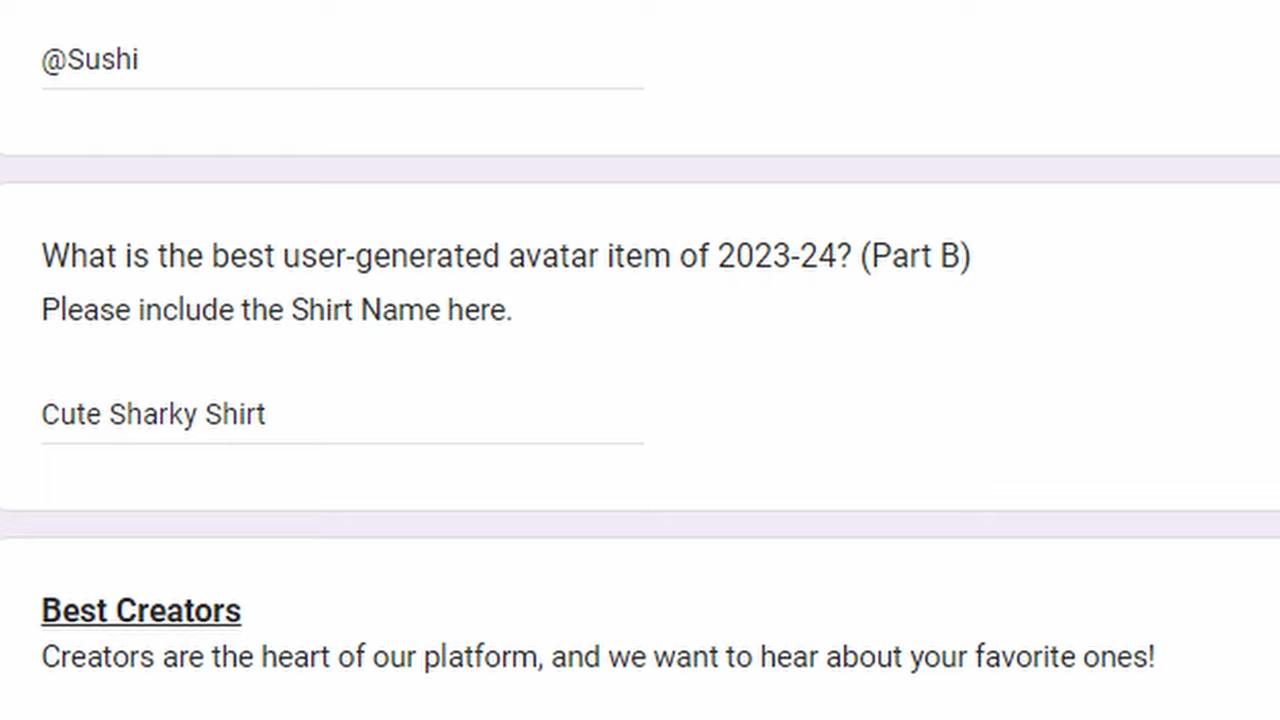 @Sushi
What is the best user-generated avatar item of 2023-24? (Part B)
Please include the Shirt Name here.
Cute Sharky Shirt
Best Creators
Creators are the heart of our platform, and we want to hear about your favorite ones!